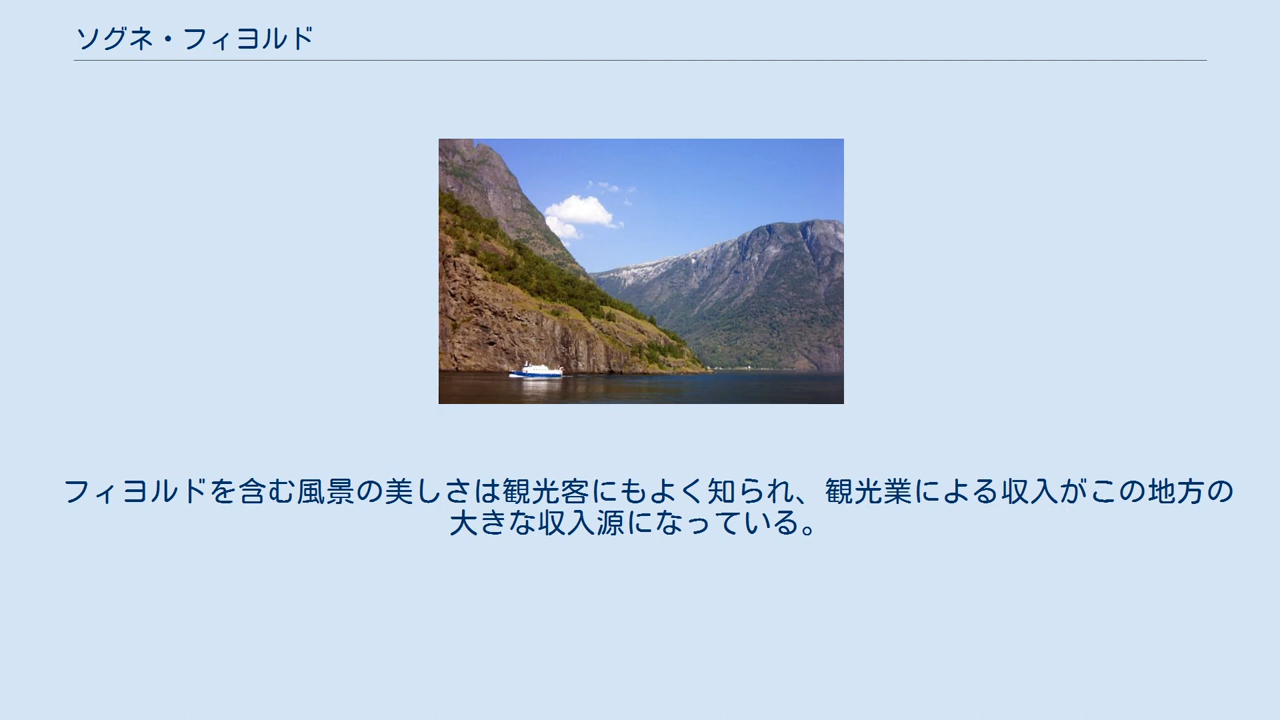 ソグネ・フィヨルド
フィヨルドを含む風景の美しさは観光客にもよく知られ、観光業による収入がこの地方の
大きな収入源になっている。